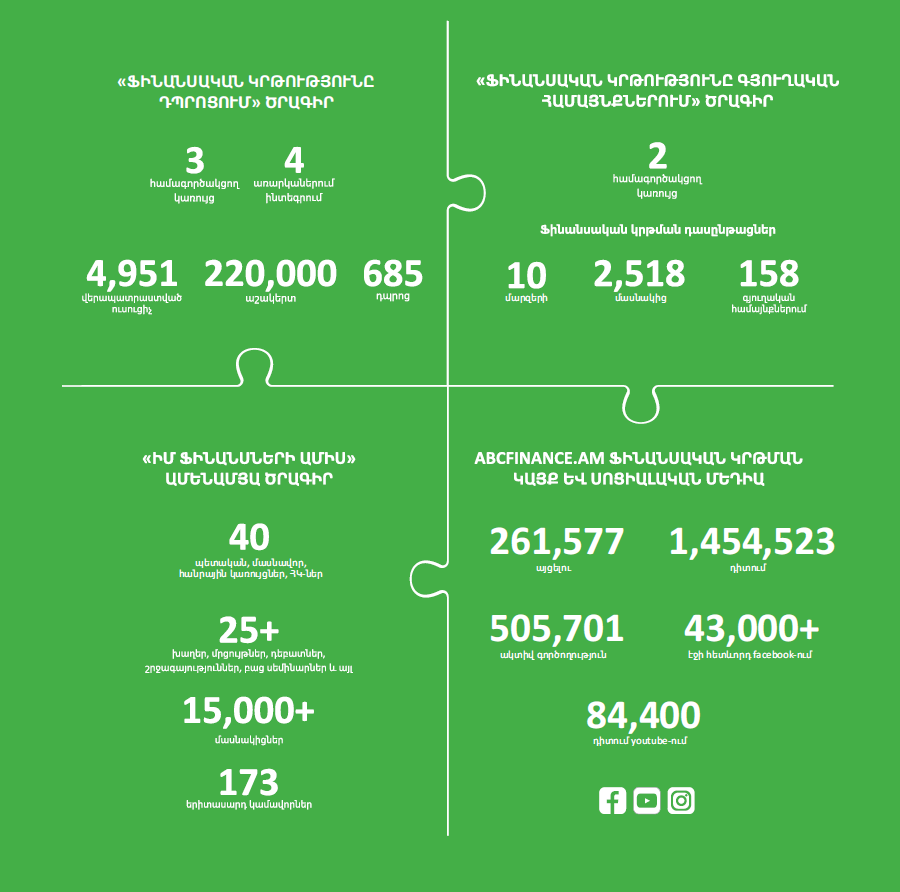 «ՖԻՆԱՆՍԱԿԱՆ ԿՐԹՈՒԹՅՈՒՆԸ
ԴՊՐՈՑՈՒՄ» ԾՐԱԳԻՐ
3
համագործակցող
կառույց
4
առարկաներում
ինտեգրում
4,951
վերապատրաստված
ուսուցիչ
220,000
աշակերտ
685
դպրոց
«ՖԻՆԱՆՍԱԿԱՆ ԿՐԹՈՒԹՅՈՒՆԸ ԳՅՈՒՂԱԿԱՆ
ՀԱՄԱՅՆՔՆԵՐՈՒՄ» ԾՐԱԳԻՐ
2
համագործակցող
կառույց
Ֆինանսական կրթման դասընթացներ
10
մարզերի
2,518
մասնակից
158
գյուղական
համայնքներում
«ԻՄ ՖԻՆԱՆՍՆԵՐԻ ԱՄԻՍ»
ԱՄԵՆԱՄՅԱ ԾՐԱԳԻՐ
40
պետական, մասնավոր,
հանրային կառույցներ, ՀԿ-ներ
25+
խաղեր, մրցույթներ, դեբատներ,
շրջագայություններ, բաց սեմինարներ և այլ
15,000+
մասնակիցներ
173
երիտասարդ կամավորներ
ABCFINANCE.AM ՖԻՆԱՆՍԱԿԱՆ ԿՐԹՄԱՆ
ԿԱՅՔ ԵՎ ՍՈՑԻԱԼԱԿԱՆ ՄԵԴԻԱ
261,577
այցելու
1,454,523
դիտում
505,701
ակտիվ գործողություն
43,000+
էջի հետևորդ facebook-ում
84,400
դիտում youtube-ում